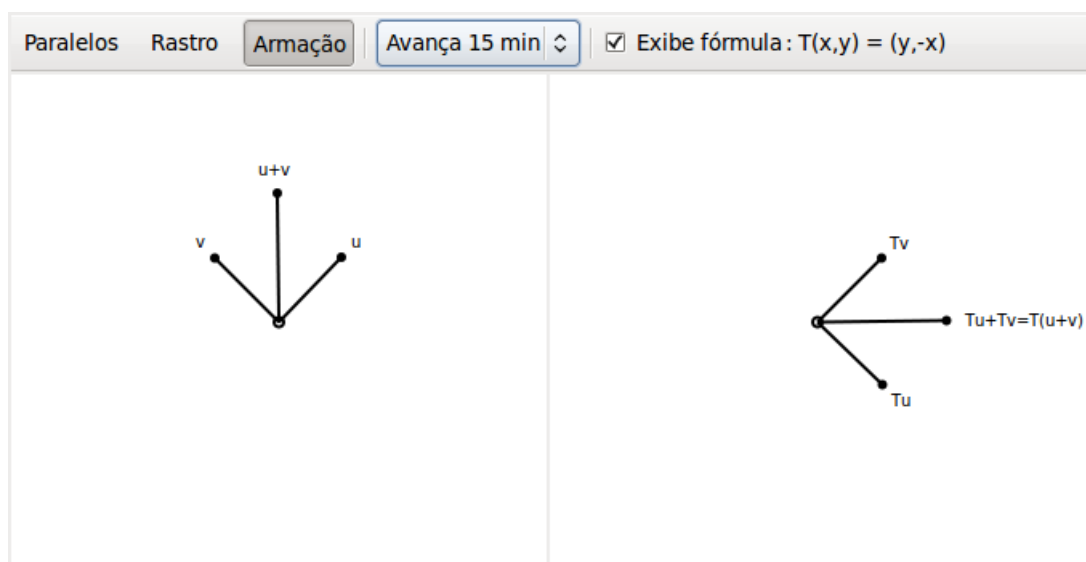 Paralelos Rastro Armação Avança 15 min Exibe fórmula : T(x,y) = (y,-x)
u+v
v u
Tv
Tu+Tv=T(u+v)
Tu